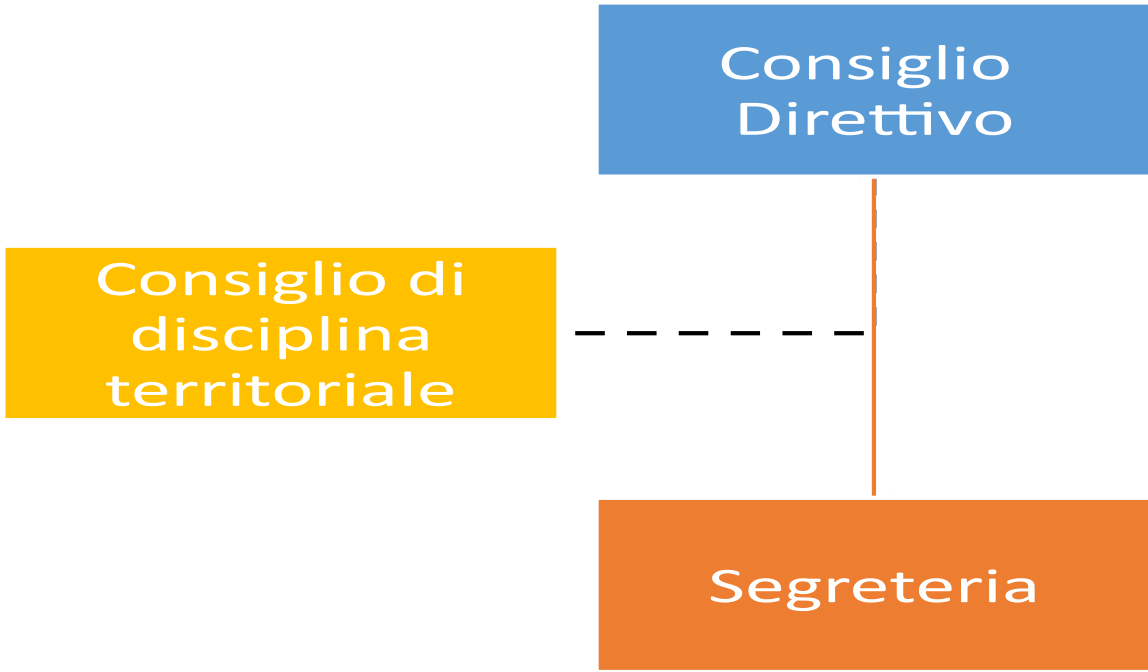 Consiglio
Direttivo
Consiglio di
disciplina
territoriale
Segreteria